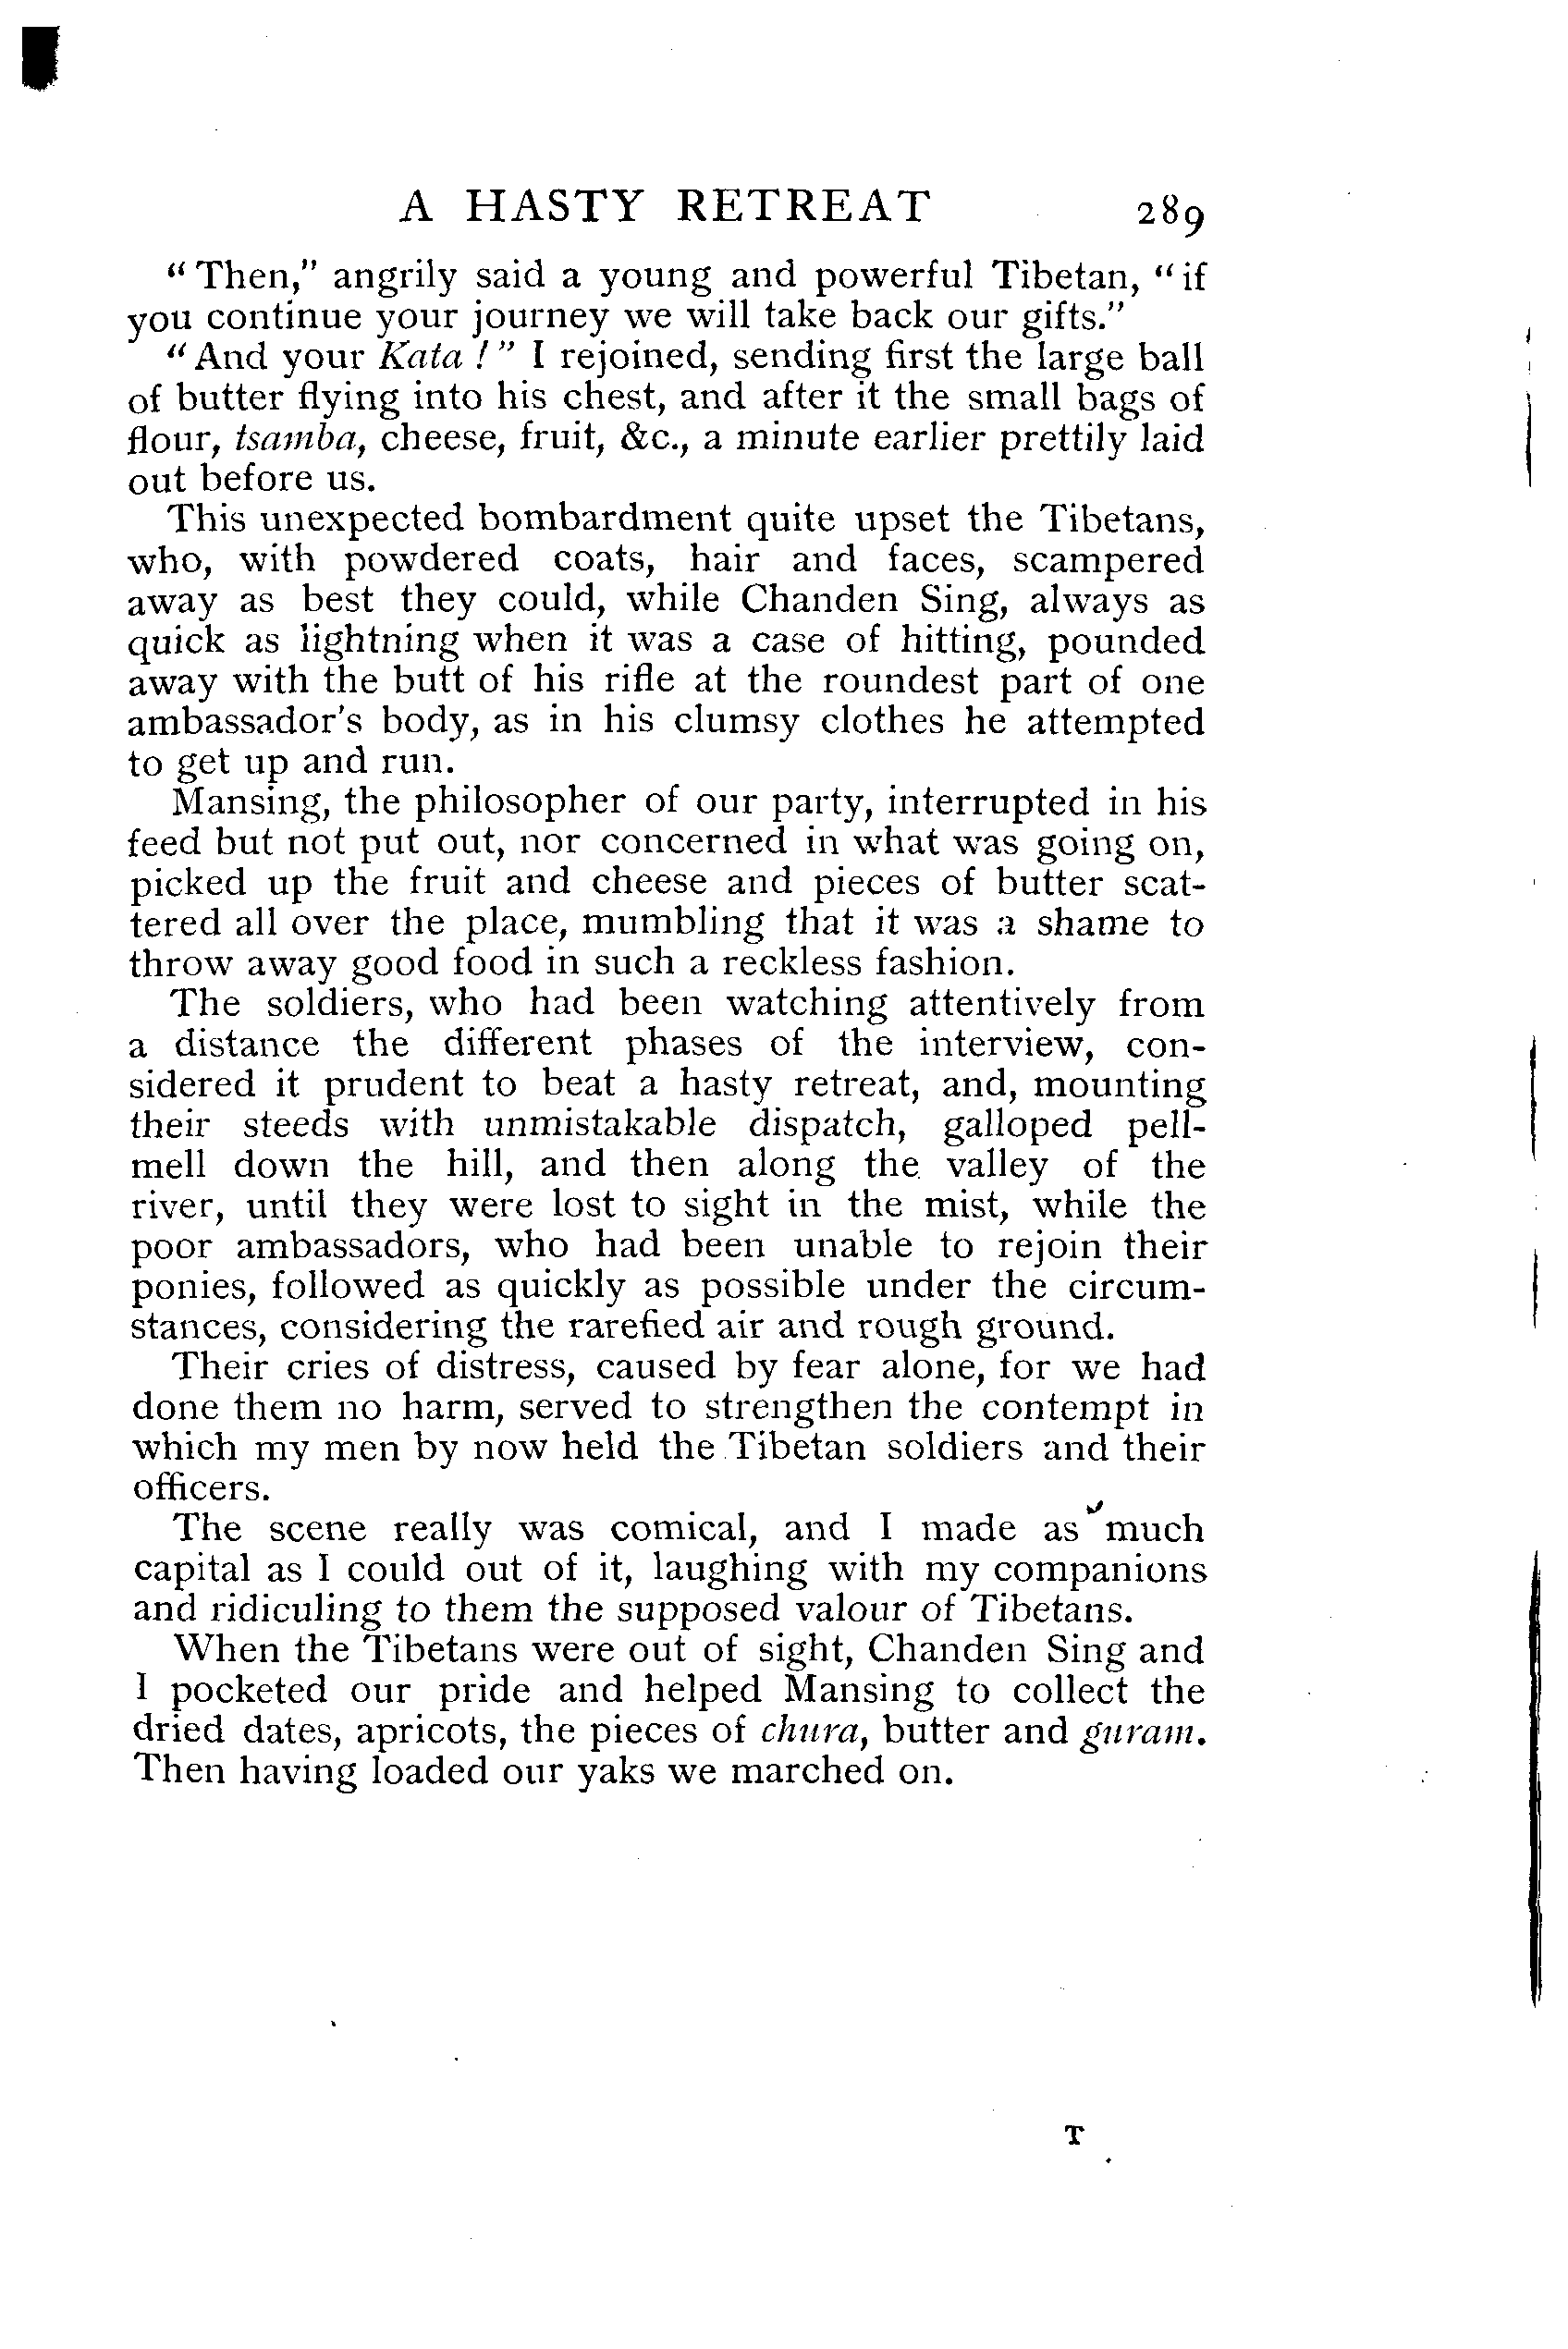 A HASTY RETREAT 289
“Then,” angrily said a young and powerful Tibetan, “if
you continue your journey we will take back our gifts.”
“And your Kata!” I rejoined, sending first the large ball
of butter flying into his chest, and after it the small bags of
flour, tsamba, cheese, fruit, &c., a minute earlier prettily laid
out before us.
This unexpected bombardment quite upset the Tibetans,
who, with powdered coats, hair and faces, scampered
away as best they could, while Chanden Sing, always as
quick as lightning when it was a case of hitting, pounded
away with the butt of his rifle at the roundest part of one
ambassador's body, as in his clumsy clothes he attempted
to get up and run.
Mansing, the philosopher of our party, interrupted in his
feed but not put out, nor concerned in what was going on,
picked up the fruit and cheese and pieces of butter scat-
tered all over the place, mumbling that it was a shame to
throw away good food in such a reckless fashion.
The soldiers, who had been watching attentively from
a distance the different phases of the interview, con-
sidered it prudent to beat a hasty retreat, and, mounting
their steeds with unmistakable dispatch, galloped pell-
mell down the hill, and then along the valley of the
river, until they were lost to sight in the mist, while the
poor ambassadors, who had been unable to rejoin their
ponies, followed as quickly as possible under the circum-
stances, considering the rarefied air and rough ground.
Their cries of distress, caused by fear alone, for we had
done them no harm, served to strengthen the contempt in
which my men by now held the Tibetan soldiers and their
officers.
The scene really was comical, and I made as much
capital as I could out of it, laughing with my companions
and ridiculing to them the supposed valour of Tibetans.
When the Tibetans were out of sight, Chanden Sing and
I pocketed our pride and helped Mansing to collect the
dried dates, apricots, the pieces of chura, butter and guram.
Then having loaded our yaks we marched on.
T